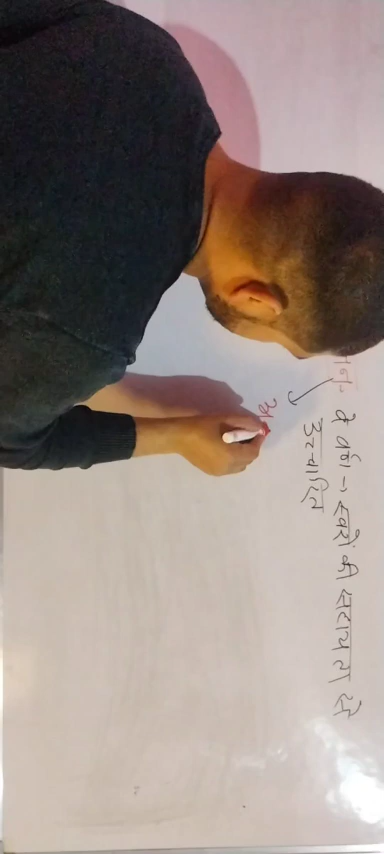 वे वर्ण → स्वरों की सहायता से
उच्चारित